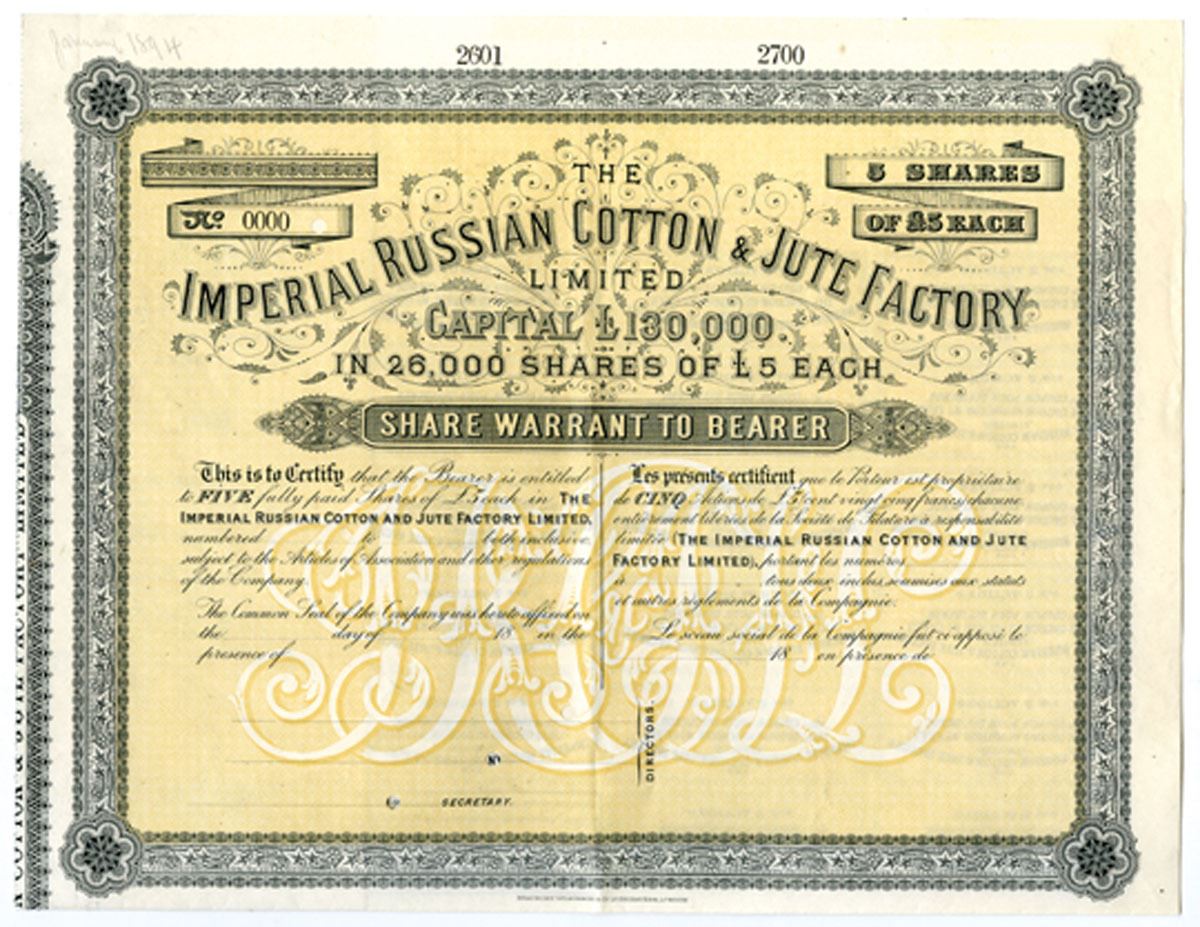 January 1894
2601 2700
No. 0000
5 SHARES
OF £5 EACH
THE
IMPERIAL RUSSIAN COTTON & JUTE FACTORY
LIMITED
CAPITAL £130,000.
IN 26,000 SHARES OF £5 EACH
SHARE WARRANT TO BEARER
This is to Certify that the Bearer is entitled
to FIVE fully paid Shares of £5 each in THE
IMPERIAL RUSSIAN COTTON AND JUTE FACTORY LIMITED,
numbered to both inclusive
subject to the Articles of Association and other regulations
of the Company.
The Common Seal of the Company was hereto affixed on
the day of 18 in the
presence of
Les présents certifient que le Porteur est propriétaire
de CINQ Actions de £5 (cent vingt cinq francs) chacune
entièrement libérées de la Société de Filature à responsabilité
limitée (THE IMPERIAL RUSSIAN COTTON AND JUTE
FACTORY LIMITED), portant les numéros
à tous deux inclus, soumises aux statuts
et autres règlements de la Compagnie.
Le sceau social de la Compagnie fut ci apposé le
18 en présence de
DIRECTORS.
SECRETARY.
N COTTON & JUTE FACTORY LIMITED